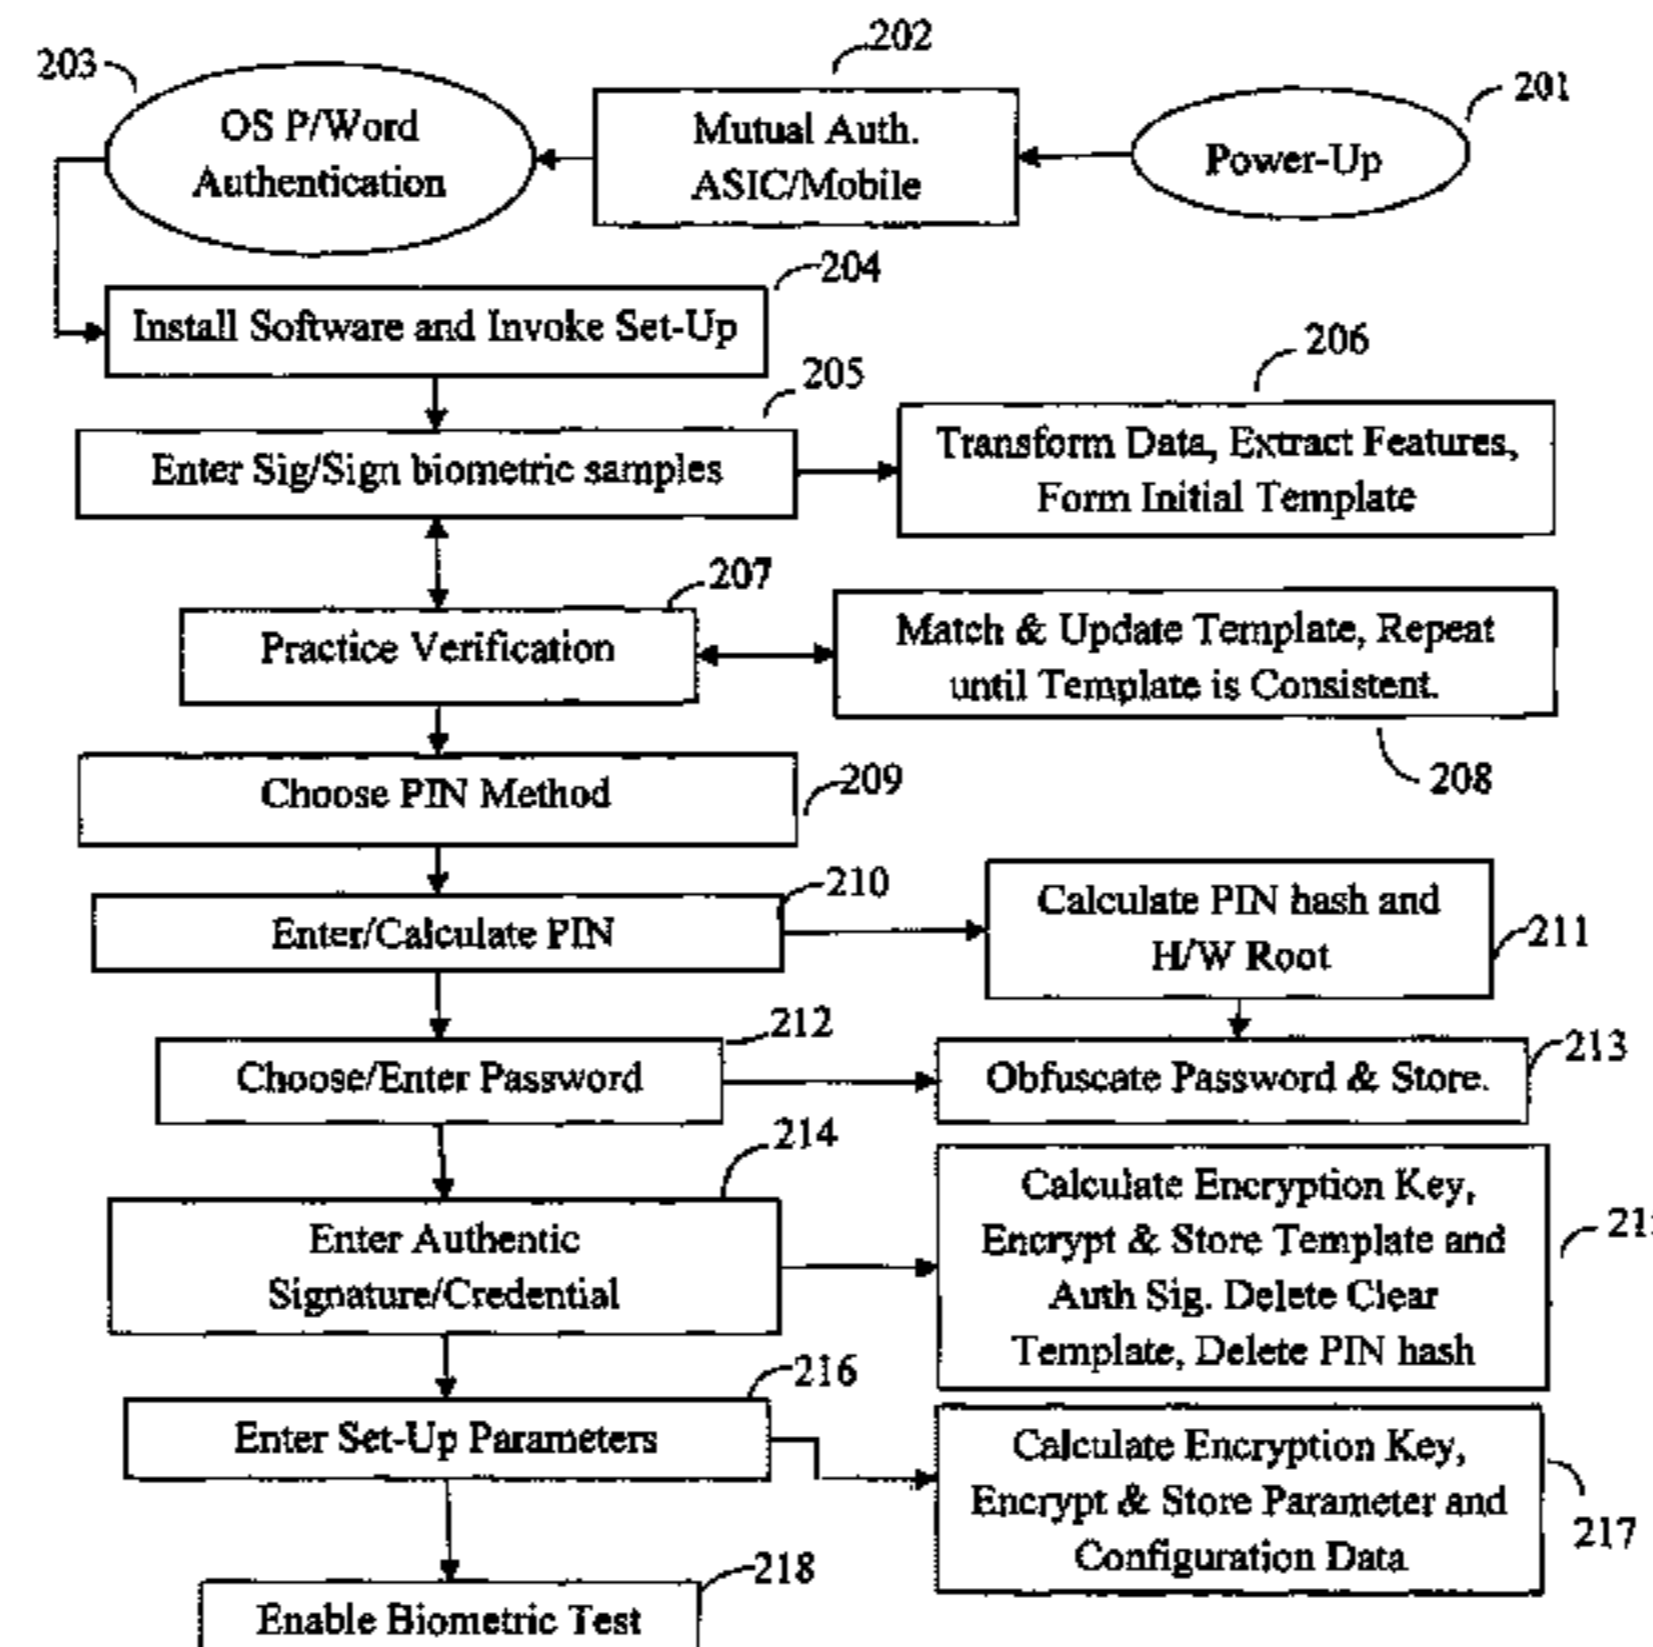 203
OS P/Word
Authentication
202
Mutual Auth.
ASIC/Mobile
201
Power-Up
204
Install Software and Invoke Set-Up
205
Enter Sig/Sign biometric samples
206
Transform Data, Extract Features,
Form Initial Template
207
Practice Verification
Match & Update Template, Repeat
until Template is Consistent.
208
209
Choose PIN Method
210
Enter/Calculate PIN
Calculate PIN hash and
H/W Root
211
212
Choose/Enter Password
213
Obfuscate Password & Store.
214
Enter Authentic
Signature/Credential
Calculate Encryption Key,
Encrypt & Store Template and
Auth Sig. Delete Clear
Template, Delete PIN hash
216
Enter Set-Up Parameters
Calculate Encryption Key,
Encrypt & Store Parameter and
Configuration Data
217
218
Enable Biometric Test